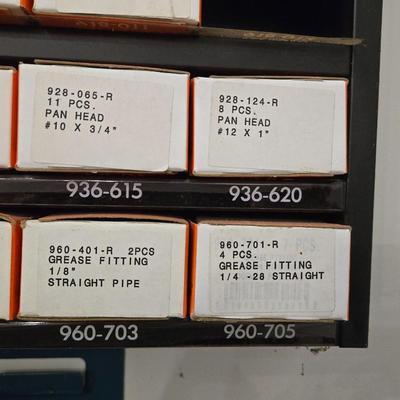 928-065-R
11 PCS.
PAN HEAD
#10 X 3/4"
928-124-R
8 PCS.
PAN HEAD
#12 X 1"
936-615
936-620
960-401-R 2PCS
GREASE FITTING
1/8"
STRAIGHT PIPE
960-701-R
4 PCS.
GREASE FITTING
1/4 -28 STRAIGHT
960-703
960-705